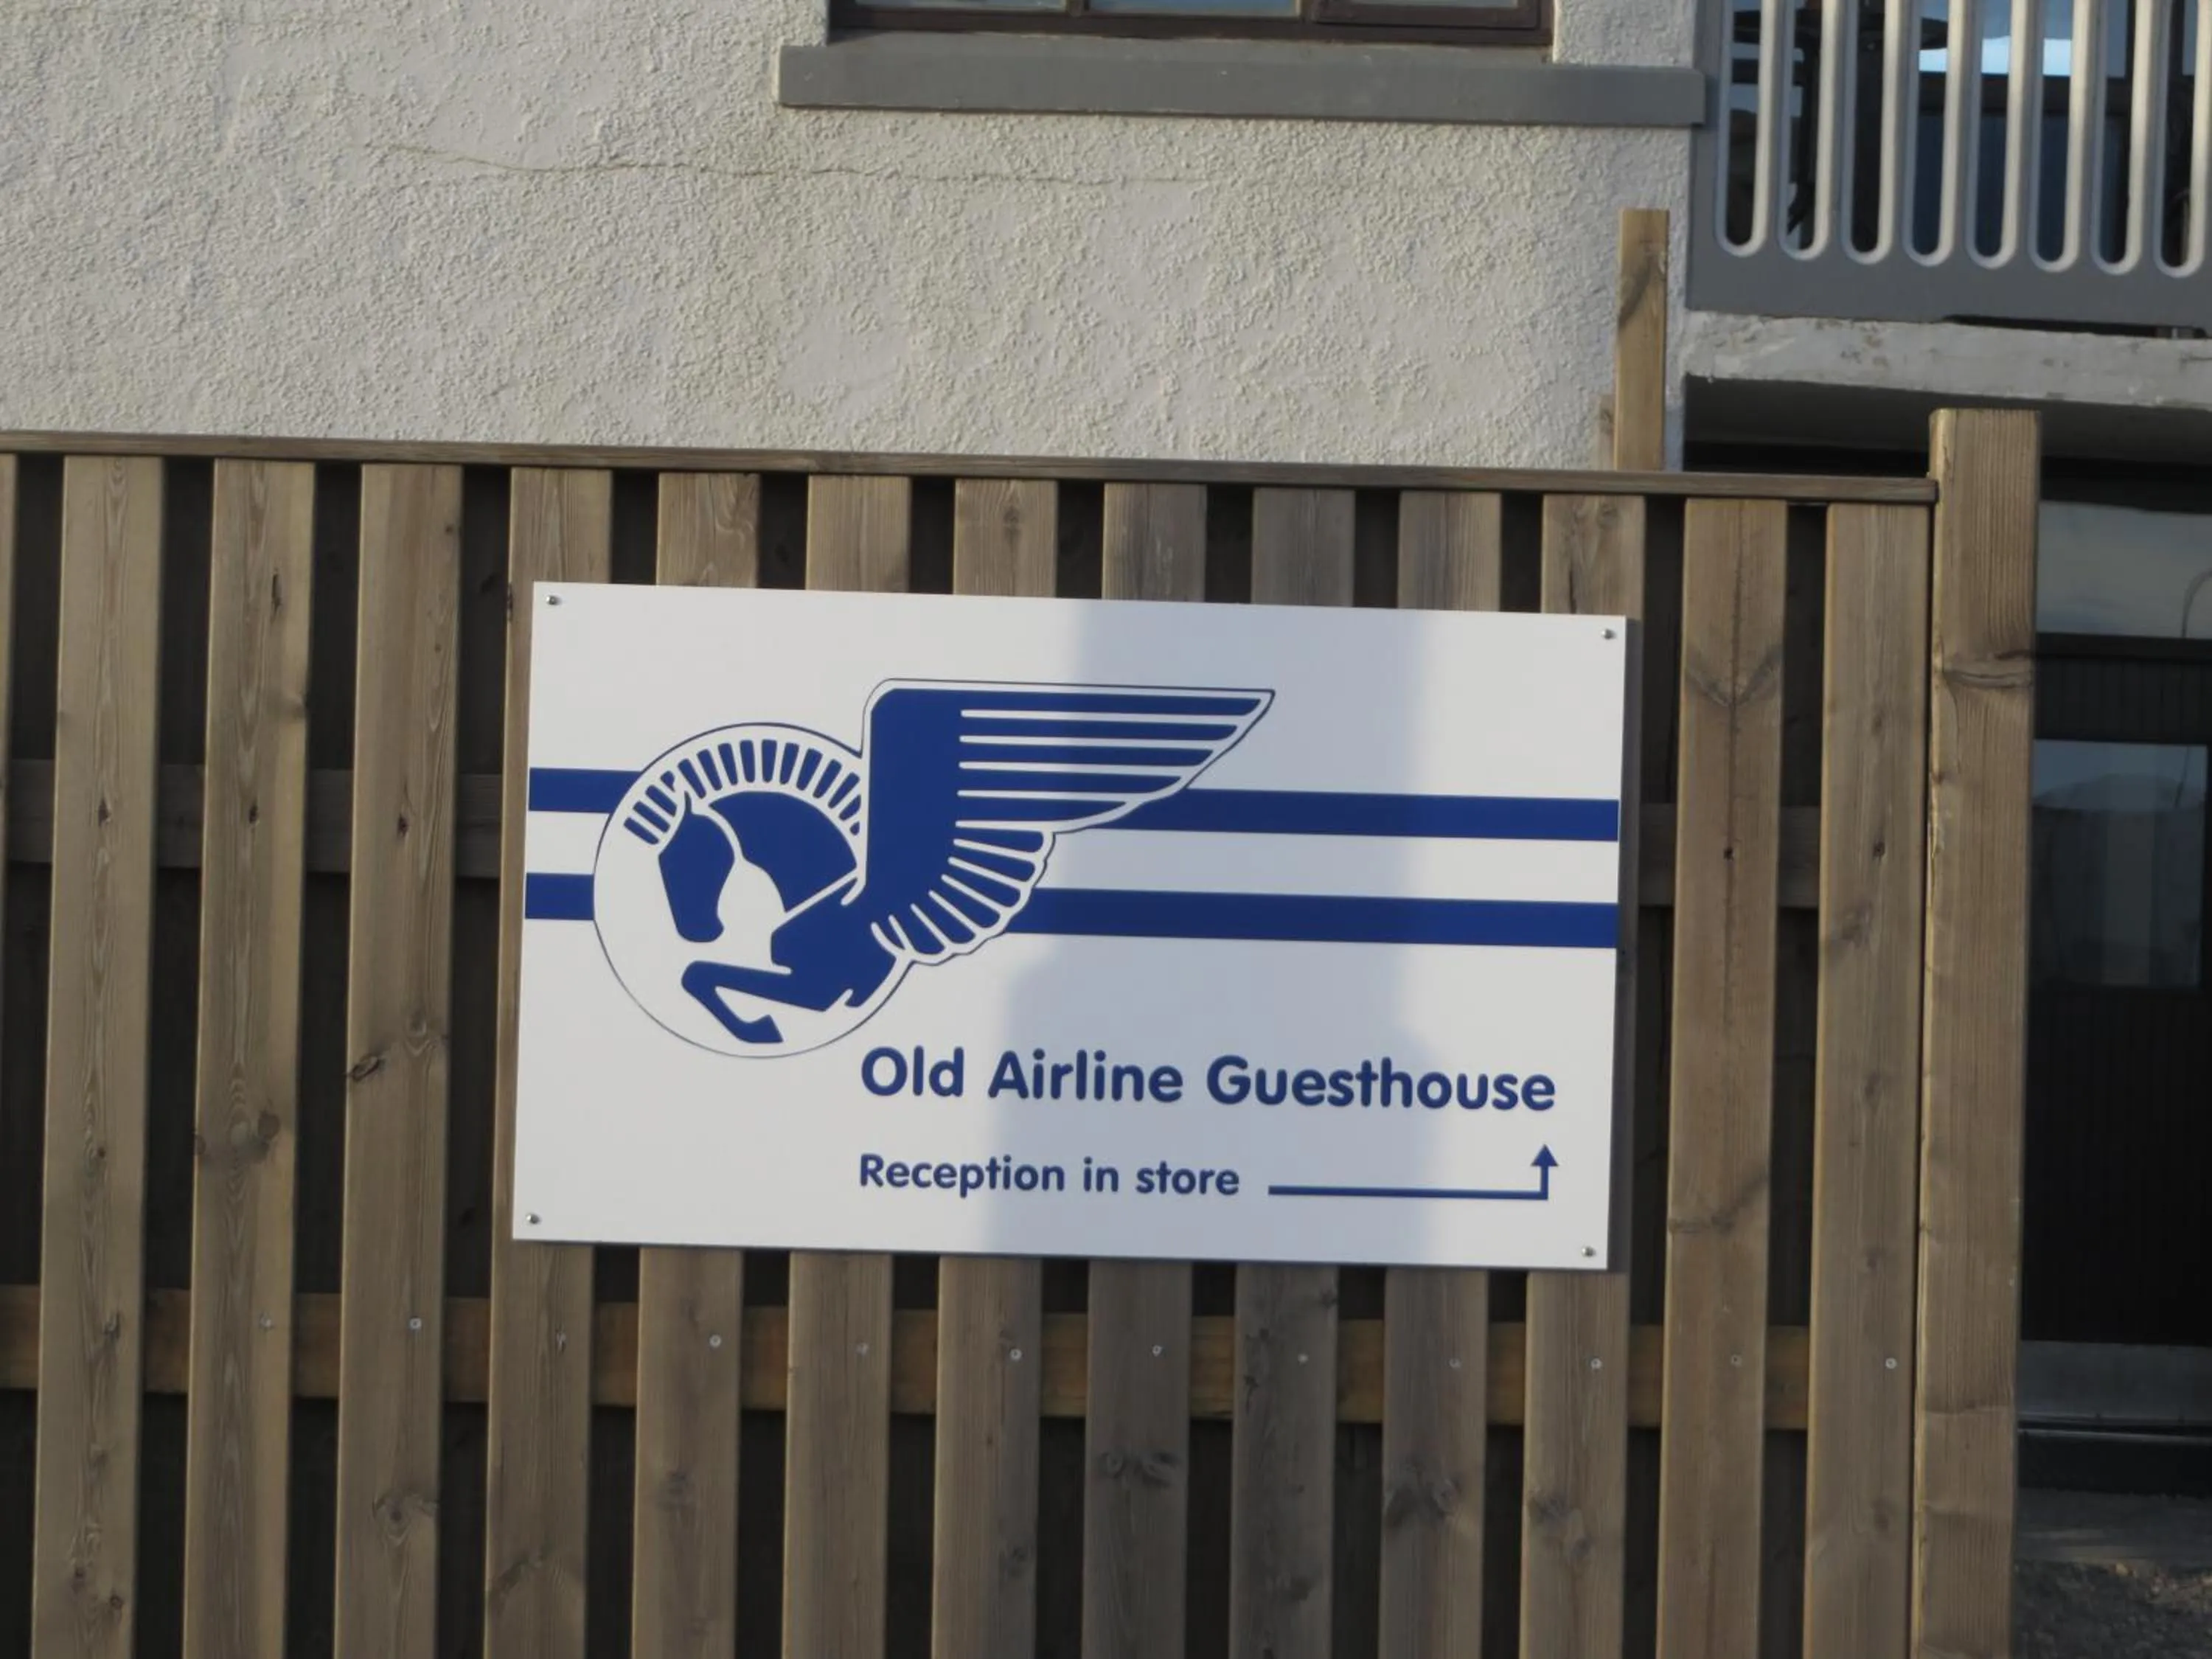 Old Airline Guesthouse
Reception in store